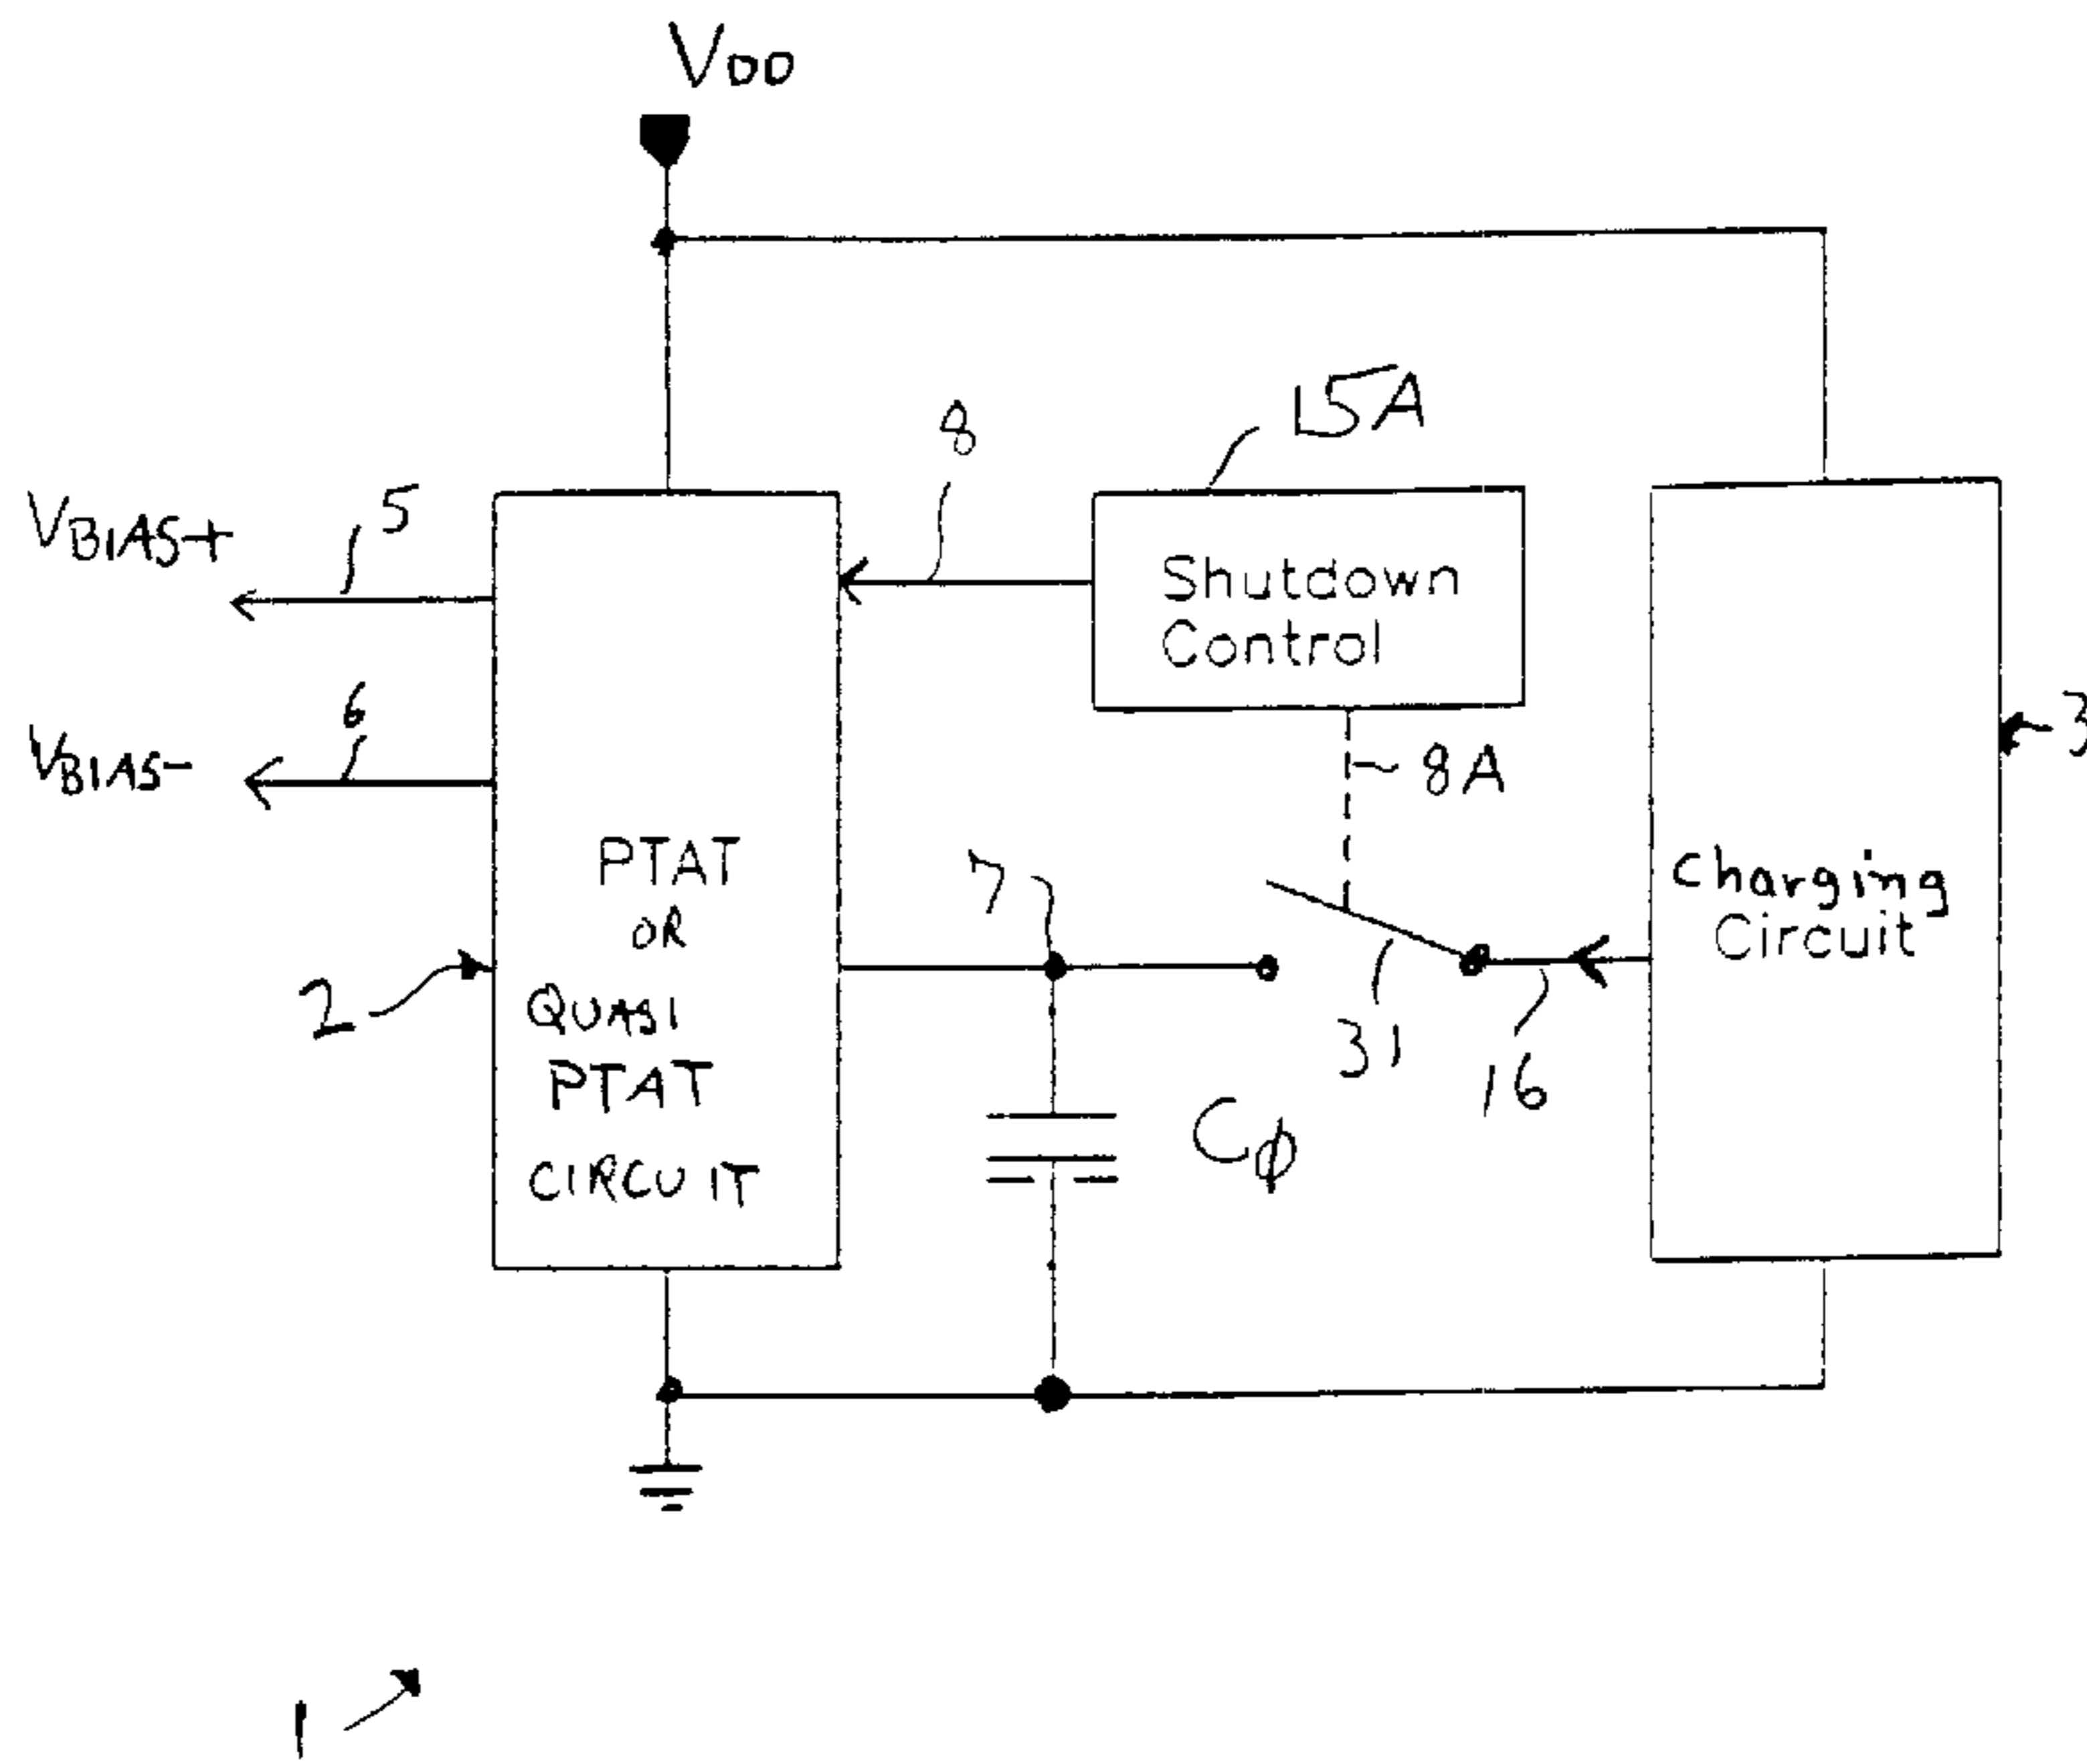 VDD
15A
8
5
VBIAS+
Shutdown
Control
6
VBIAS-
3
8A
PTAT
OR
QUASI
PTAT
CIRCUIT
7
Charging
Circuit
2
31
16
Cϕ
1